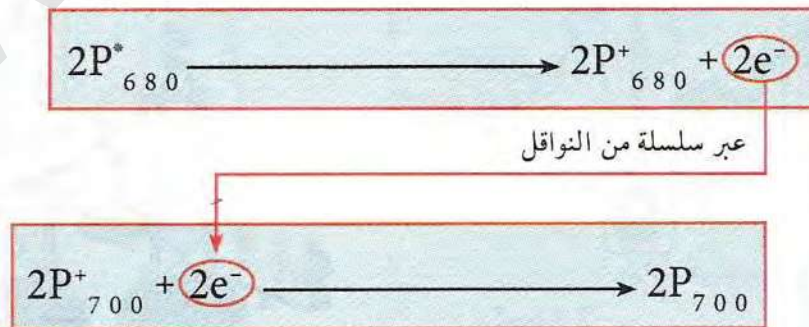 2P*680 → 2P+680 + 2e−
عبر سلسلة من النواقل
2P+700 + 2e− → 2P700